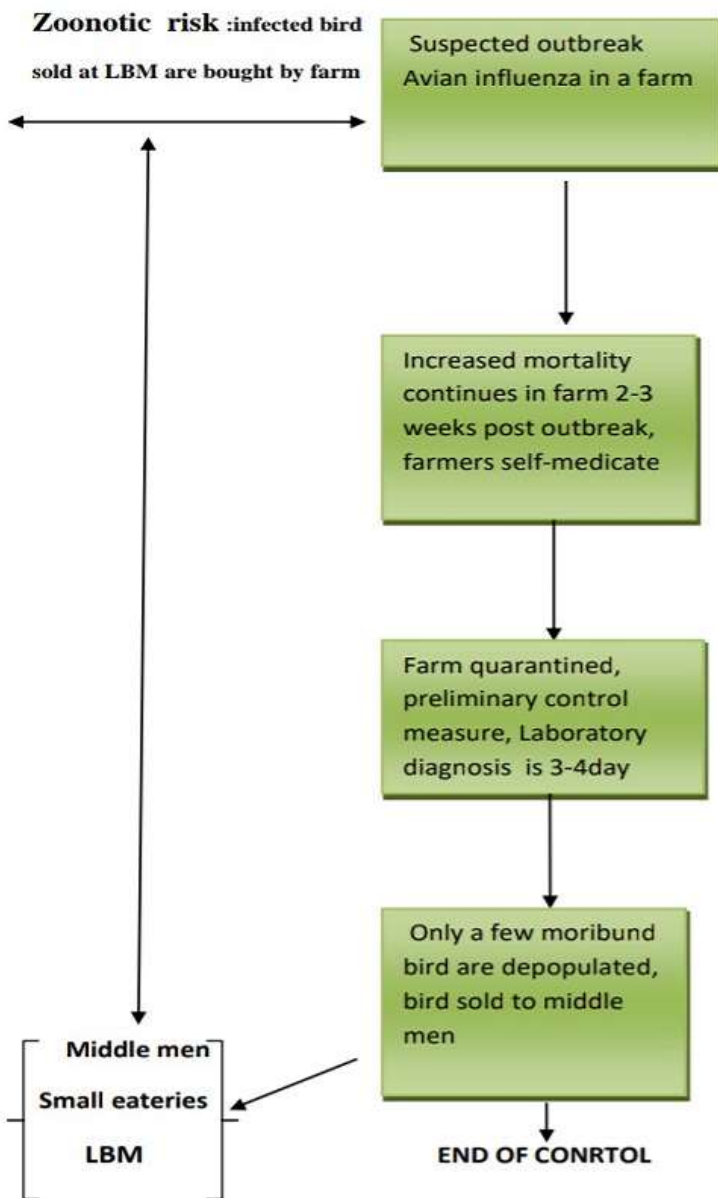 Zoonotic risk :infected bird
sold at LBM are bought by farm
Suspected outbreak
Avian influenza in a farm
Increased mortality
continues in farm 2-3
weeks post outbreak,
farmers self-medicate
Farm quarantined,
preliminary control
measure, Laboratory
diagnosis is 3-4day
Only a few moribund
bird are depopulated,
bird sold to middle
men
Middle men
Small eateries
LBM
END OF CONRTOL